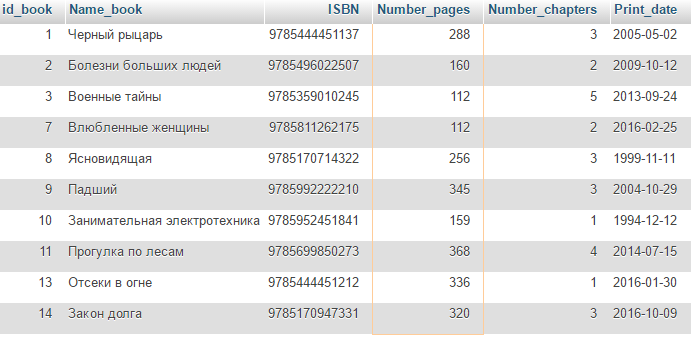 id_book Name_book ISBN Number_pages Number_chapters Print_date
1 Черный рыцарь 9785444451137 288 3 2005-05-02
2 Болезни больших людей 9785496022507 160 2 2009-10-12
3 Военные тайны 9785359010245 112 5 2013-09-24
7 Влюбленные женщины 9785811262175 112 2 2016-02-25
8 Ясновидящая 9785170714322 256 3 1999-11-11
9 Падший 9785992222210 345 3 2004-10-29
10 Занимательная электротехника 9785952451841 159 1 1994-12-12
11 Прогулка по лесам 9785699850273 368 4 2014-07-15
13 Отсеки в огне 9785444451212 336 1 2016-01-30
14 Закон долга 9785170947331 320 3 2016-10-09